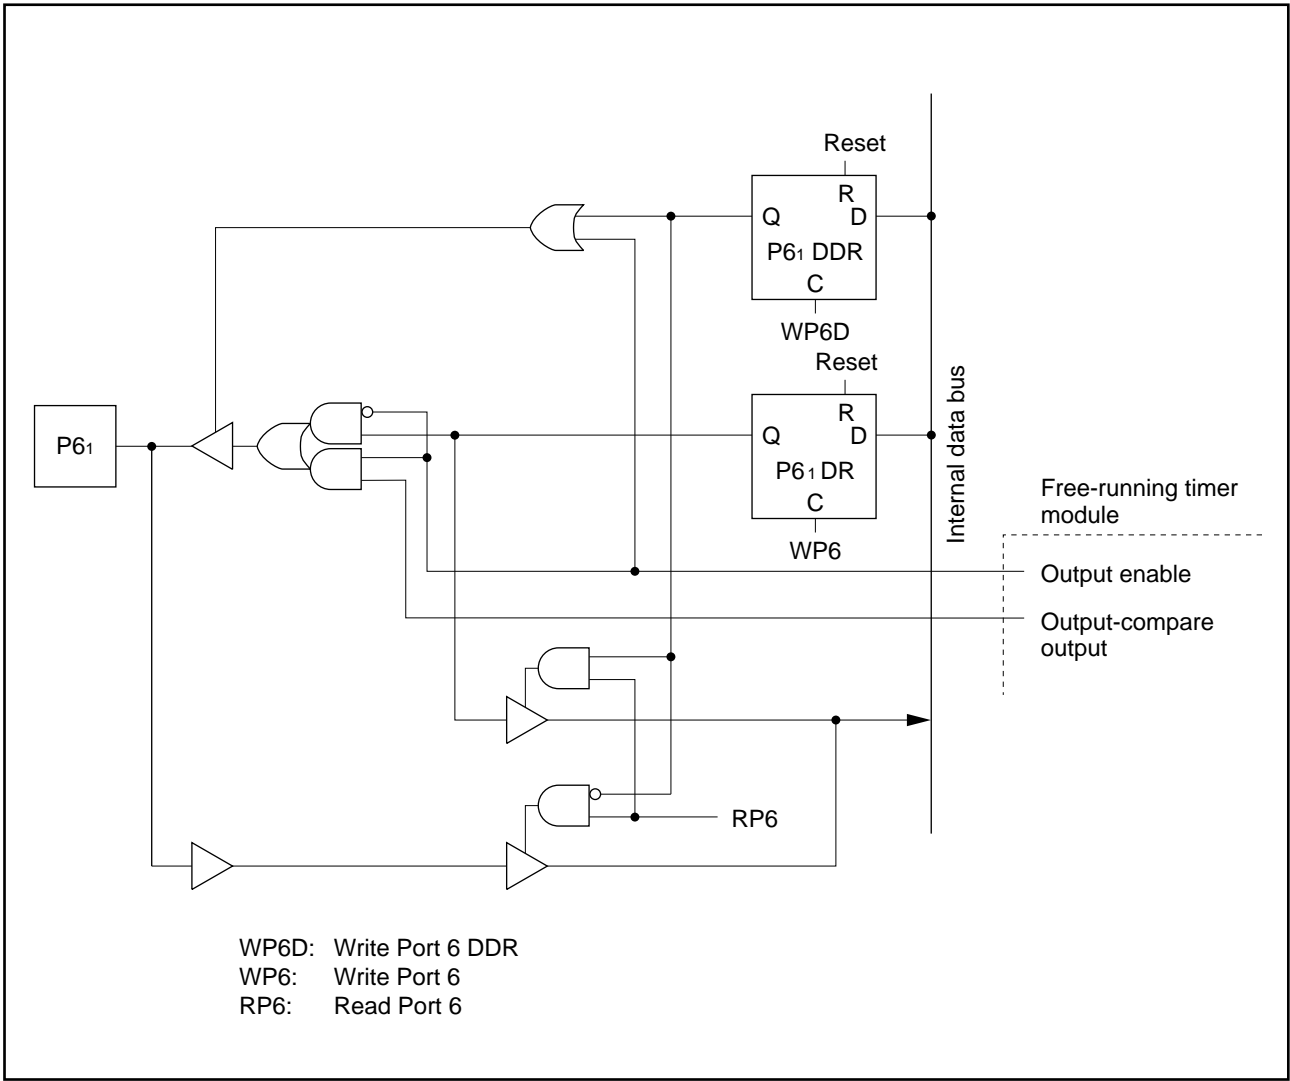 Reset
R
Q D
P6₁ DDR
C
WP6D
Reset
R
Q D
P6₁ DR
C
WP6
P6₁
Internal data bus
Free-running timer
module
Output enable
Output-compare
output
RP6
WP6D: Write Port 6 DDR
WP6: Write Port 6
RP6: Read Port 6